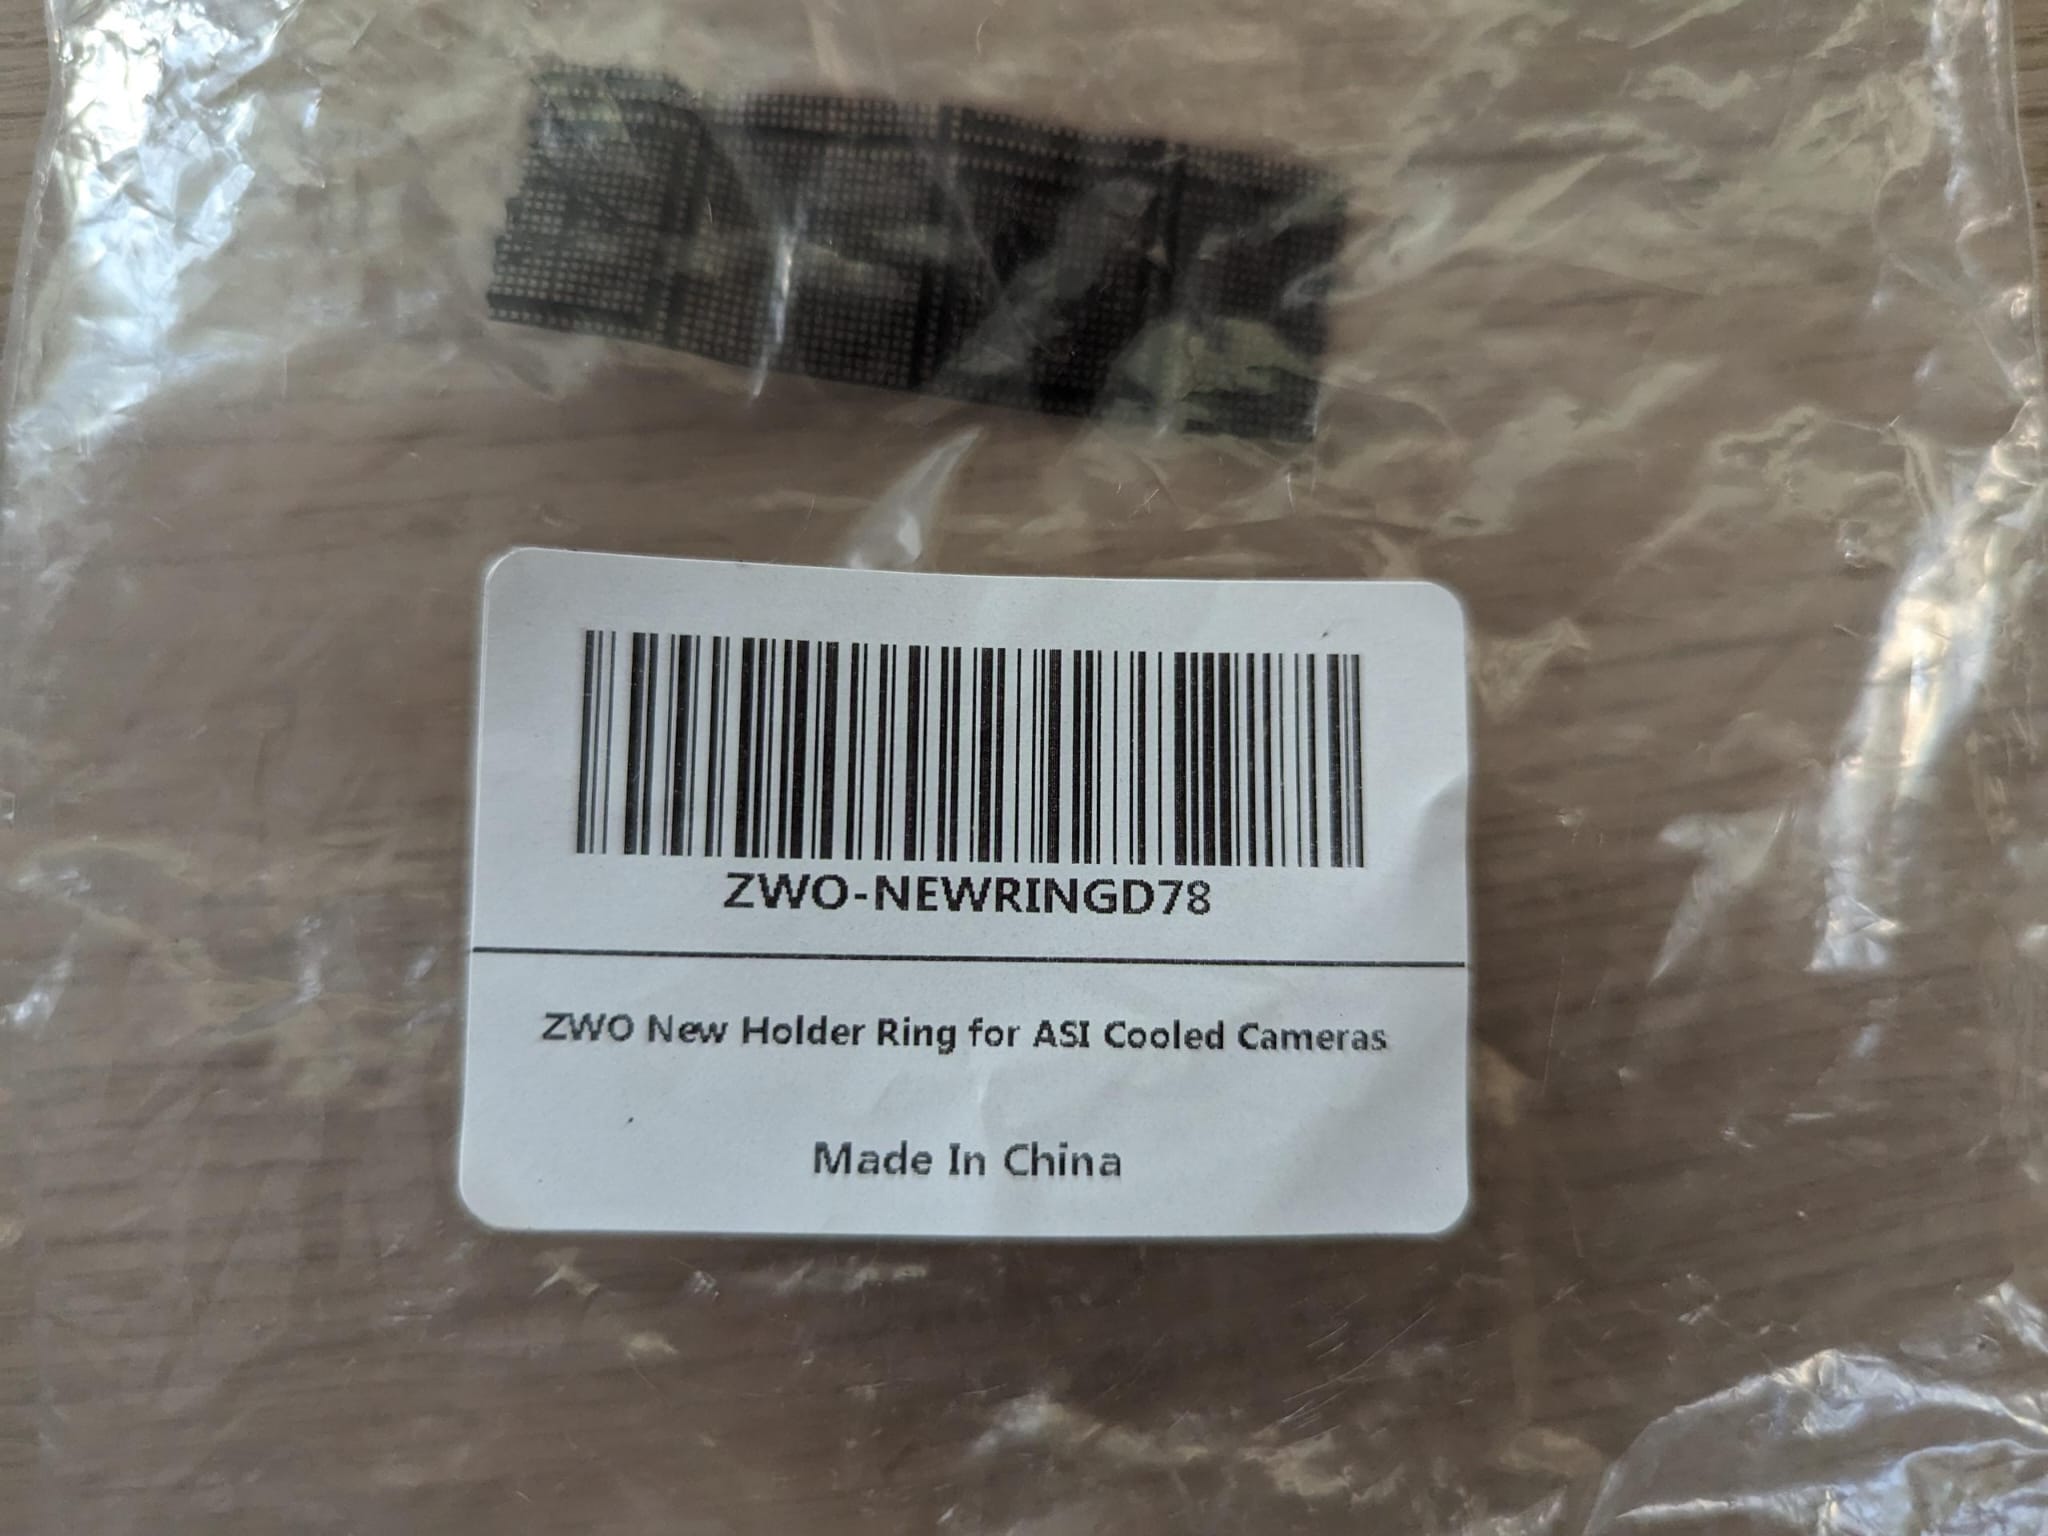 ZWO-NEWRINGD78
ZWO New Holder Ring for ASI Cooled Cameras
Made In China